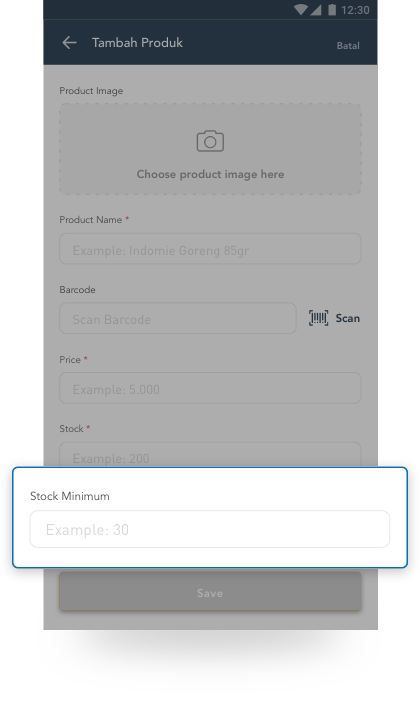 12:30
Tambah Produk
Batal
Product Image
Choose product image here
Product Name *
Example: Indomie Goreng 85gr
Barcode
Scan Barcode
Scan
Price *
Example: 5.000
Stock *
Example: 200
Stock Minimum
Example: 30
Save